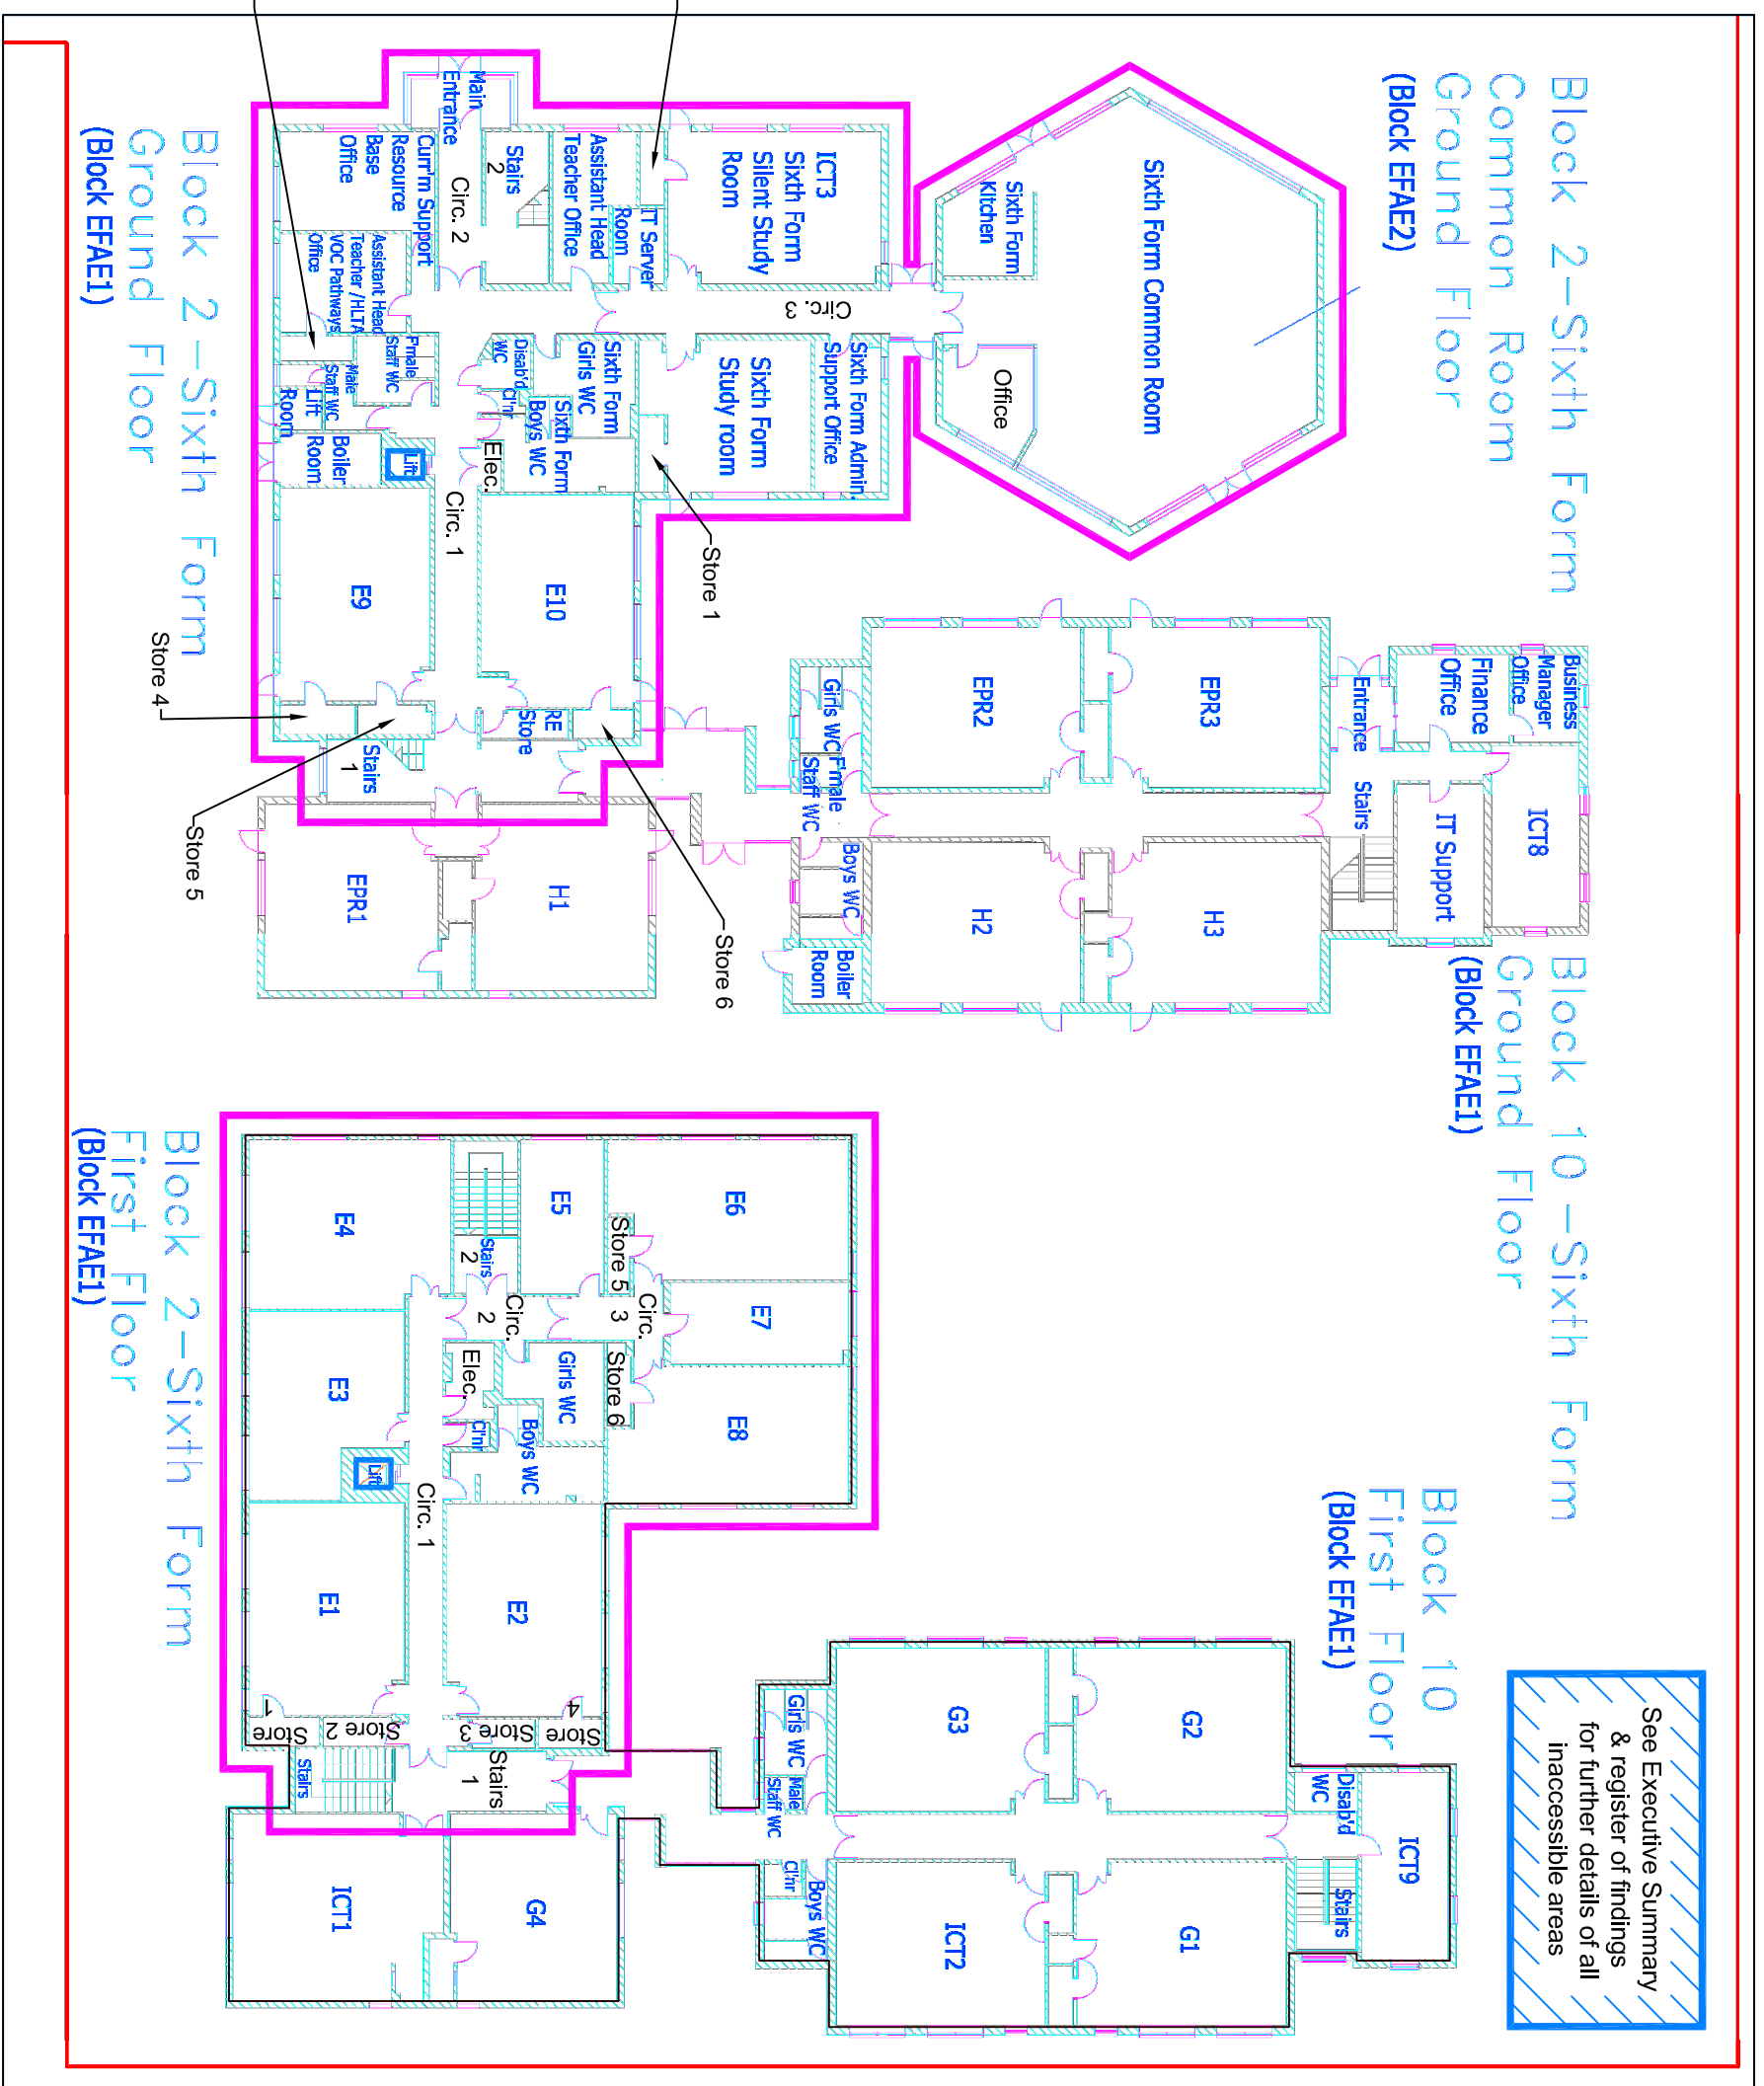 Block 2-Sixth Form
Common Room
Ground Floor
(Block EFAE2)
Sixth Form Common Room
Sixth Form
Kitchen
Office
ICT3
Sixth Form
Silent Study
Room
IT Server
Room
Assistant Head
Teacher Office
Stairs
2
Main
Entrance
Circ. 2
Curr'm Support
Resource
Base
Office
Assistant Head
Teacher /HLTA
VOC Pathways
Office
Circ. 3
Sixth Form Admin.
Support Office
Sixth Form
Study room
Store 1
Sixth Form
Girls WC
Disab'd
WC
Cl'nr
Sixth Form
Boys WC
Elec.
F'male
Staff WC
Male
Staff WC
Lift
Room
Boiler
Room
Lift
Circ. 1
E10
E9
RE
Store
Stairs
1
Store 4
Store 5
Store 6
Block 2-Sixth Form
Ground Floor
(Block EFAE1)
H1
EPR1
Business
Manager
Office
Finance
Office
ICT8
IT Support
Entrance
Stairs
EPR3
EPR2
H3
H2
Girls WC
F'male
Staff WC
Boys WC
Boiler
Room
Block 10-Sixth Form
Ground Floor
(Block EFAE1)
E6
E5
E4
E7
E8
E3
E1
E2
Store 5
Store 6
Stairs
2
Circ.
3
Circ.
2
Elec.
Girls WC
Cl'nr
Boys WC
Lift
Circ. 1
Store
1
Store 2
Store
3
Store
4
Stairs
Stairs
1
ICT1
G4
Block 2-Sixth Form
First Floor
(Block EFAE1)
Block 10
First Floor
(Block EFAE1)
G3
G2
ICT2
G1
ICT9
Disab'd
WC
Stairs
Girls WC
Male
Staff WC
Cl'nr
Boys WC
See Executive Summary
& register of findings
for further details of all
inaccessible areas